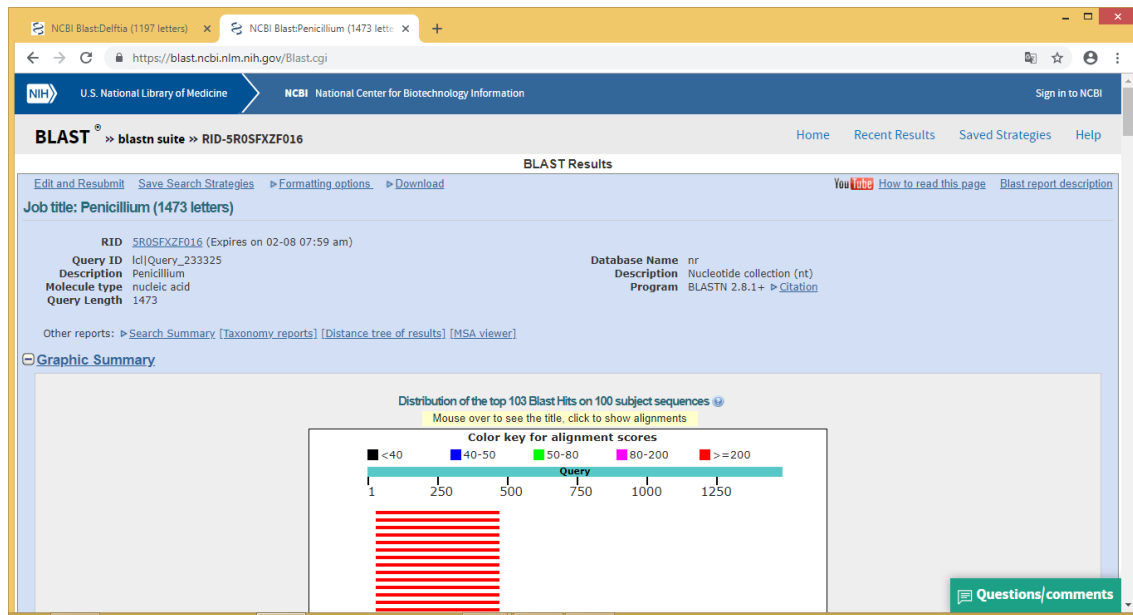 NCBI Blast:Delftia (1197 letters)
NCBI Blast:Penicillium (1473 lette
https://blast.ncbi.nlm.nih.gov/Blast.cgi
NIH U.S. National Library of Medicine NCBI National Center for Biotechnology Information Sign in to NCBI
BLAST ® » blastn suite » RID-5R0SFXZF016 Home Recent Results Saved Strategies Help
BLAST Results
Edit and Resubmit Save Search Strategies Formatting options Download YouTube How to read this page Blast report description
Job title: Penicillium (1473 letters)
RID 5R0SFXZF016 (Expires on 02-08 07:59 am)
Query ID lcl|Query_233325 Database Name nr
Description Penicillium Description Nucleotide collection (nt)
Molecule type nucleic acid Program BLASTN 2.8.1+ Citation
Query Length 1473
Other reports: Search Summary [Taxonomy reports] [Distance tree of results] [MSA viewer]
Graphic Summary
Distribution of the top 103 Blast Hits on 100 subject sequences
Mouse over to see the title, click to show alignments
Color key for alignment scores
<40 40-50 50-80 80-200 >=200
Query
1 250 500 750 1000 1250
Questions/comments